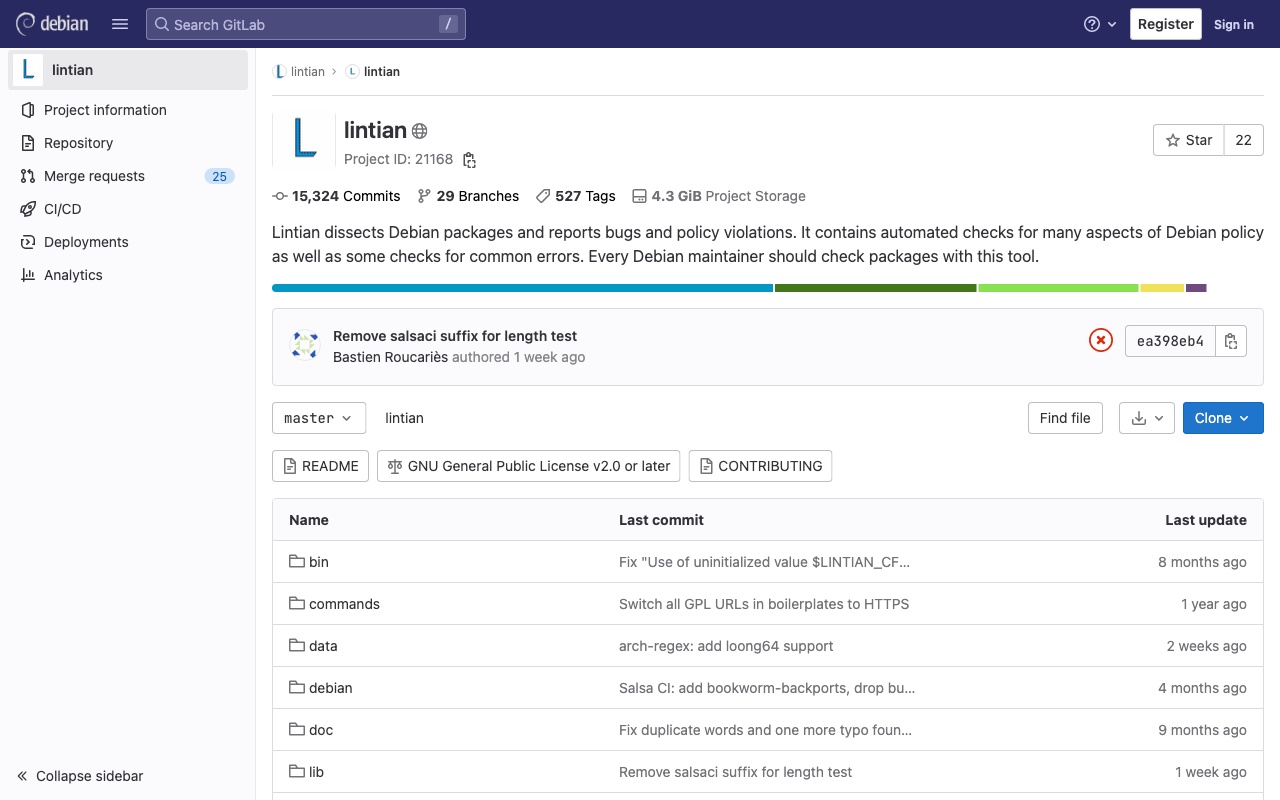 debian
Search GitLab
/
Register
Sign in
L lintian
Project information
Repository
Merge requests 25
CI/CD
Deployments
Analytics
Collapse sidebar
L lintian › L lintian
L
lintian
Project ID: 21168
Star 22
15,324 Commits 29 Branches 527 Tags 4.3 GiB Project Storage
Lintian dissects Debian packages and reports bugs and policy violations. It contains automated checks for many aspects of Debian policy
as well as some checks for common errors. Every Debian maintainer should check packages with this tool.
Remove salsaci suffix for length test
Bastien Roucariès authored 1 week ago
ea398eb4
master lintian Find file Clone
README GNU General Public License v2.0 or later CONTRIBUTING
Name Last commit Last update
bin Fix "Use of uninitialized value $LINTIAN_CF... 8 months ago
commands Switch all GPL URLs in boilerplates to HTTPS 1 year ago
data arch-regex: add loong64 support 2 weeks ago
debian Salsa CI: add bookworm-backports, drop bu... 4 months ago
doc Fix duplicate words and one more typo foun... 9 months ago
lib Remove salsaci suffix for length test 1 week ago